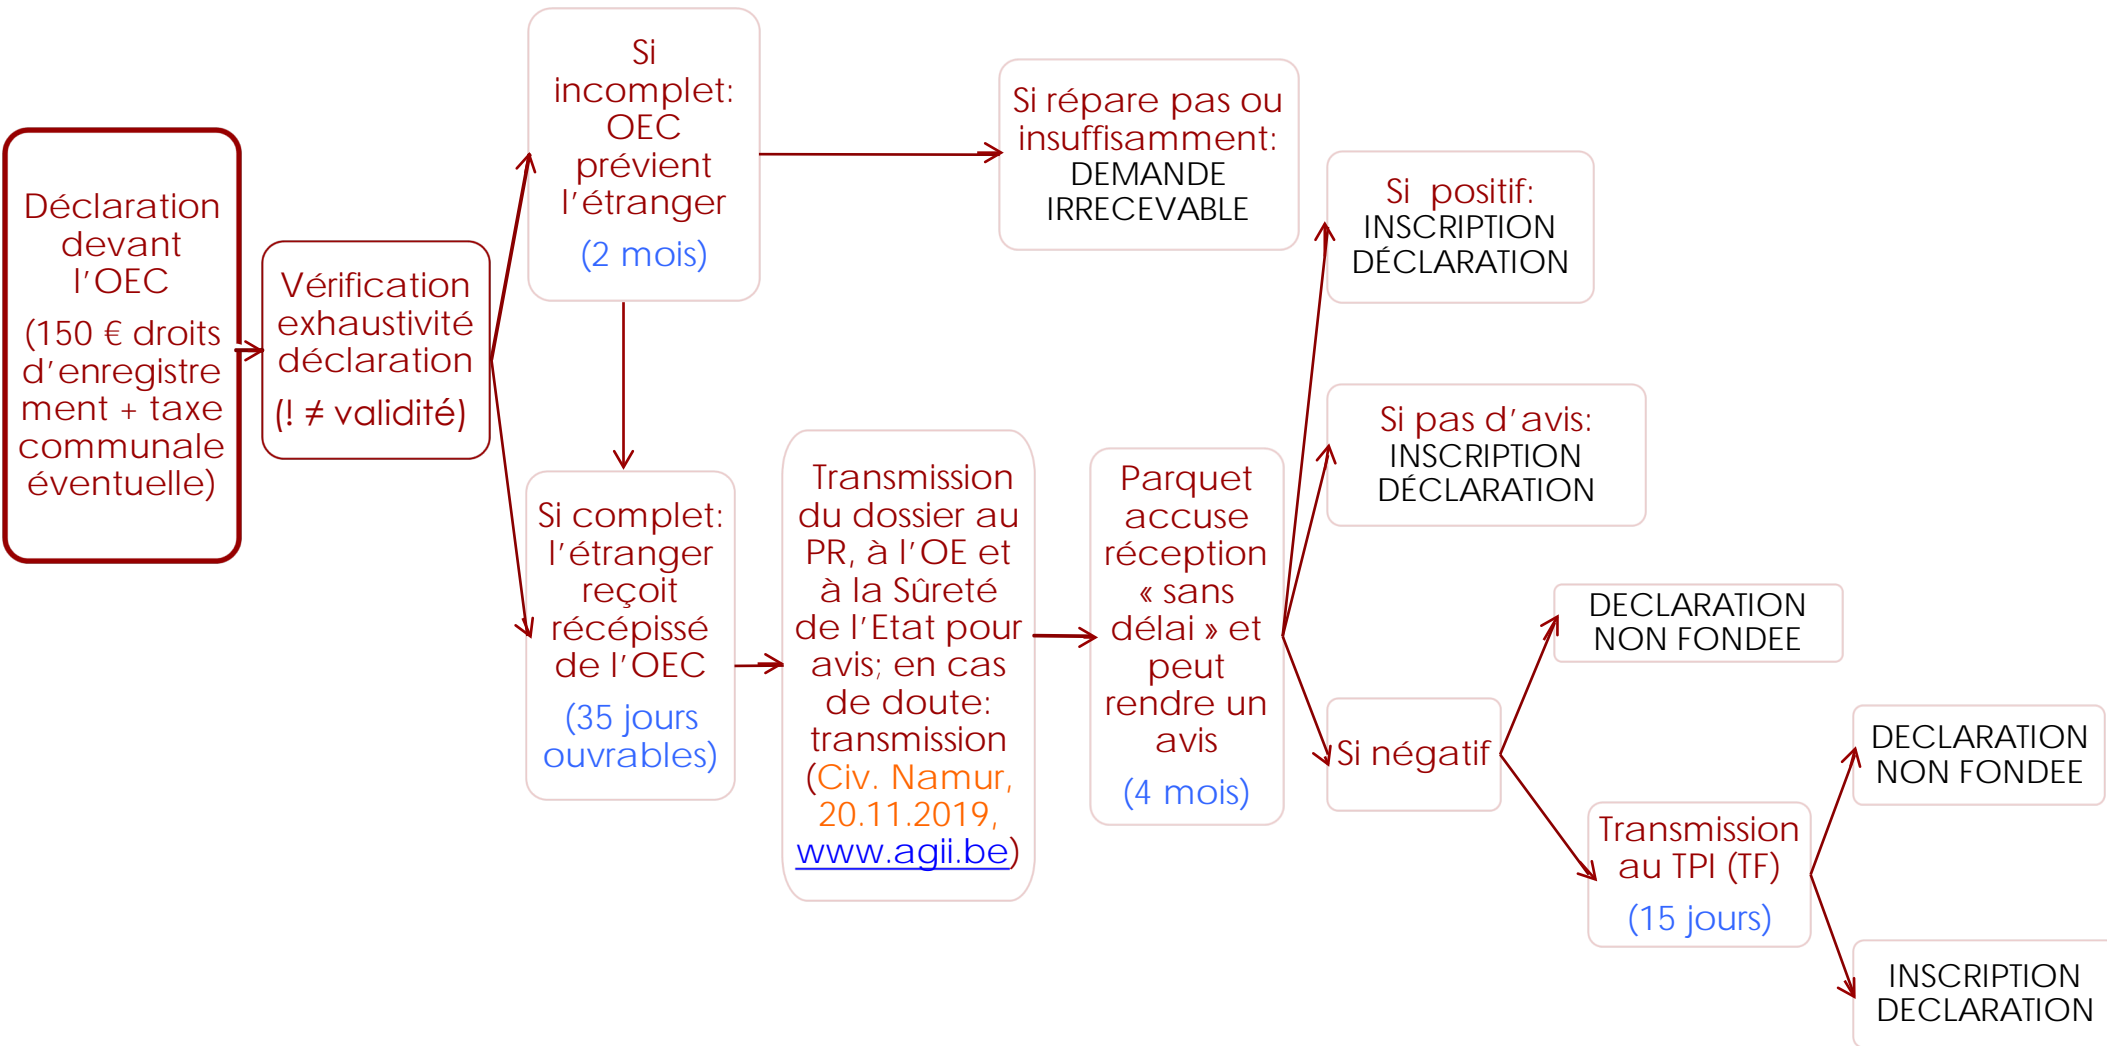 Déclaration
devant
l'OEC
(150 € droits
d'enregistre
ment + taxe
communale
éventuelle)
Vérification
exhaustivité
déclaration
(! ≠ validité)
Si
incomplet:
OEC
prévient
l'étranger
(2 mois)
Si répare pas ou
insuffisamment:
DEMANDE
IRRECEVABLE
Si complet:
l'étranger
reçoit
récépissé
de l'OEC
(35 jours
ouvrables)
Transmission
du dossier au
PR, à l'OE et
à la Sûreté
de l'Etat pour
avis; en cas
de doute:
transmission
(Civ. Namur,
20.11.2019,
www.agii.be)
Parquet
accuse
réception
« sans
délai » et
peut
rendre un
avis
(4 mois)
Si positif:
INSCRIPTION
DÉCLARATION
Si pas d'avis:
INSCRIPTION
DÉCLARATION
Si négatif
DECLARATION
NON FONDEE
Transmission
au TPI (TF)
(15 jours)
DECLARATION
NON FONDEE
INSCRIPTION
DECLARATION